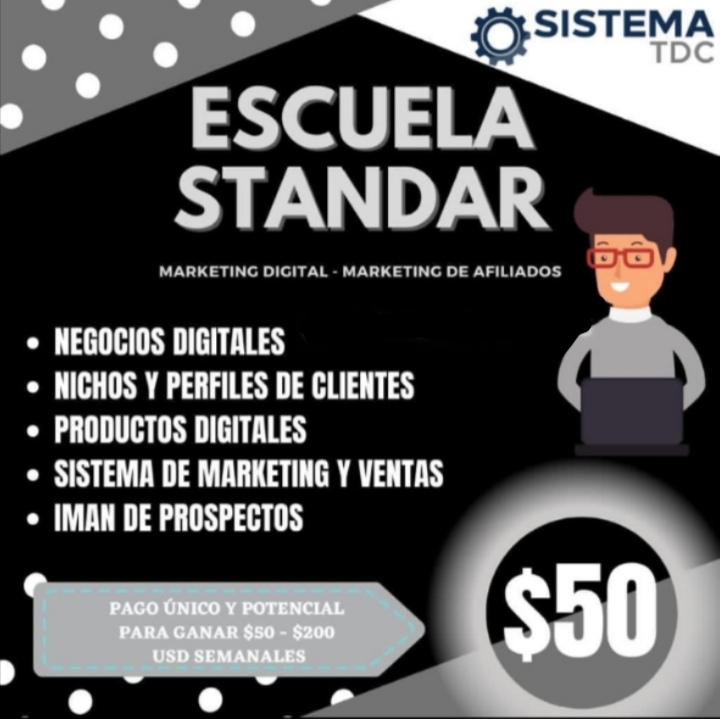 SISTEMA
TDC
ESCUELA
STANDAR
MARKETING DIGITAL - MARKETING DE AFILIADOS
• NEGOCIOS DIGITALES
• NICHOS Y PERFILES DE CLIENTES
• PRODUCTOS DIGITALES
• SISTEMA DE MARKETING Y VENTAS
• IMAN DE PROSPECTOS
PAGO ÚNICO Y POTENCIAL
PARA GANAR $50 - $200
USD SEMANALES
$50